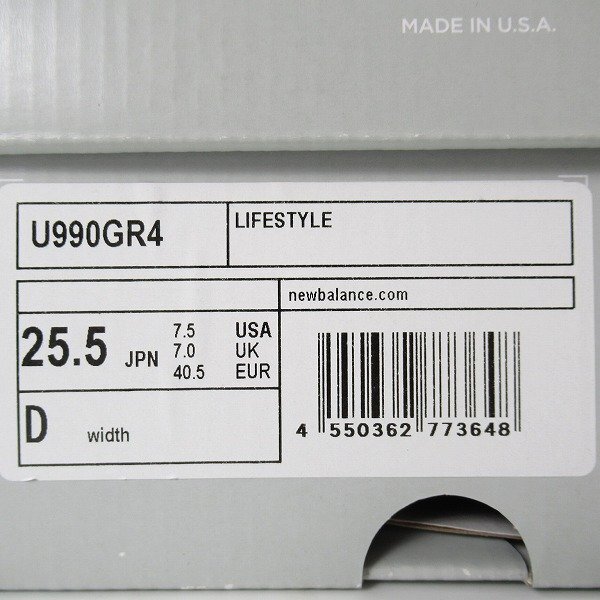 MADE IN U.S.A.
U990GR4
LIFESTYLE
newbalance.com
25.5 JPN
7.5 USA
7.0 UK
40.5 EUR
D width
4 550362 773648